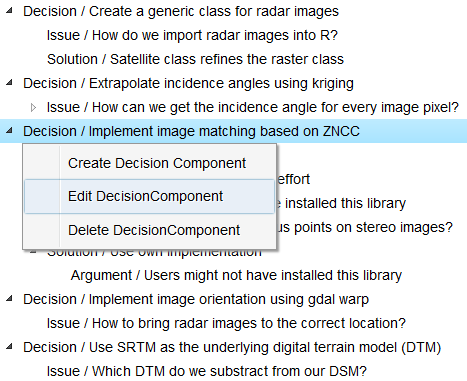 Decision / Create a generic class for radar images
Issue / How do we import radar images into R?
Solution / Satellite class refines the raster class
Decision / Extrapolate incidence angles using kriging
Issue / How can we get the incidence angle for every image pixel?
Decision / Implement image matching based on ZNCC
Create Decision Component
effort
Edit DecisionComponent
installed this library
Delete DecisionComponent
points on stereo images?
Solution / Use own implementation
Argument / Users might not have installed this library
Decision / Implement image orientation using gdal warp
Issue / How to bring radar images to the correct location?
Decision / Use SRTM as the underlying digital terrain model (DTM)
Issue / Which DTM do we substract from our DSM?